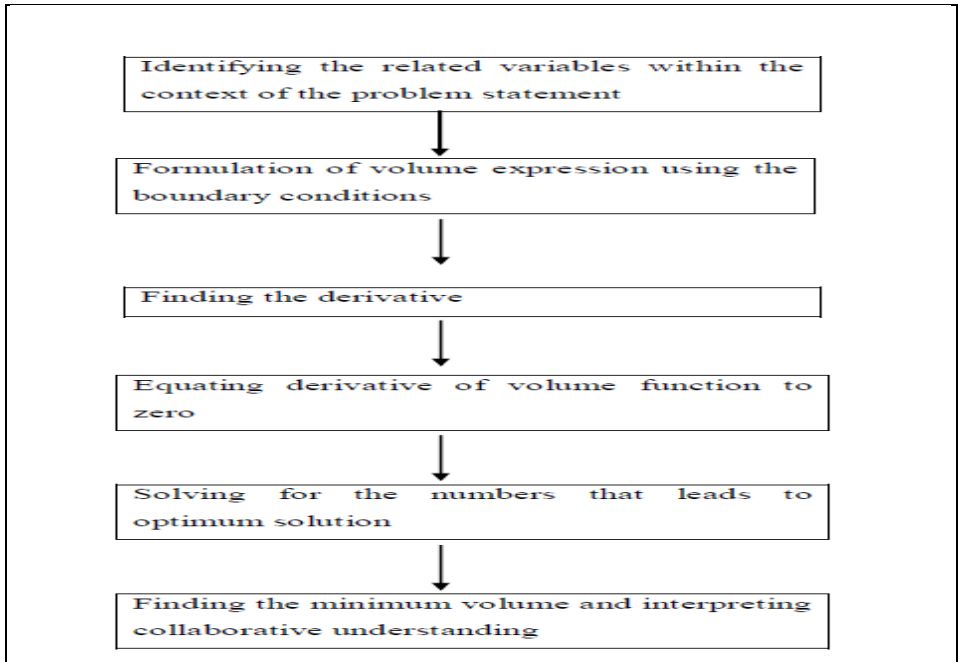 Identifying the related variables within the
context of the problem statement
Formulation of volume expression using the
boundary conditions
Finding the derivative
Equating derivative of volume function to
zero
Solving for the numbers that leads to
optimum solution
Finding the minimum volume and interpreting
collaborative understanding